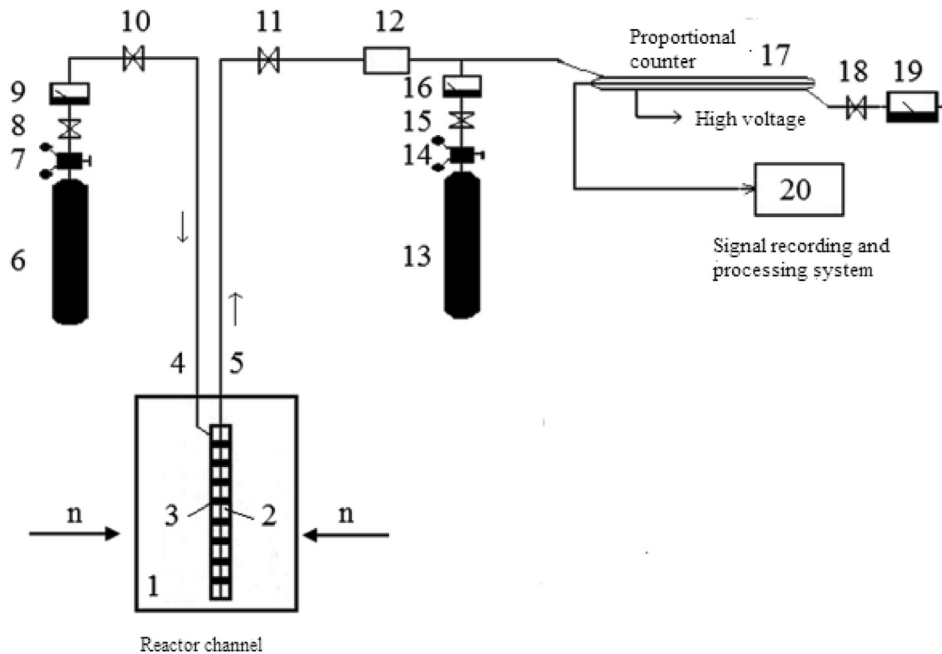 10
11
12
Proportional
counter
17
18
19
9
16
8
15
High voltage
7
14
20
6
13
Signal recording and
processing system
4
5
n
3
2
n
1
Reactor channel